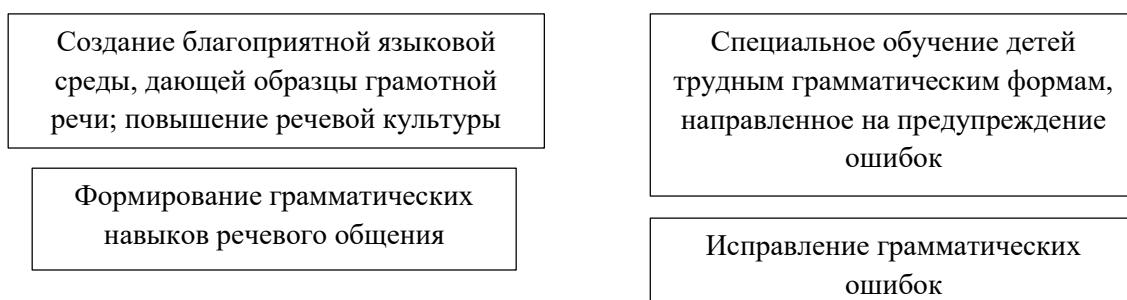 Создание благоприятной языковой
среды, дающей образцы грамотной
речи; повышение речевой культуры
Формирование грамматических
навыков речевого общения
Специальное обучение детей
трудным грамматическим формам,
направленное на предупреждение
ошибок
Исправление грамматических
ошибок